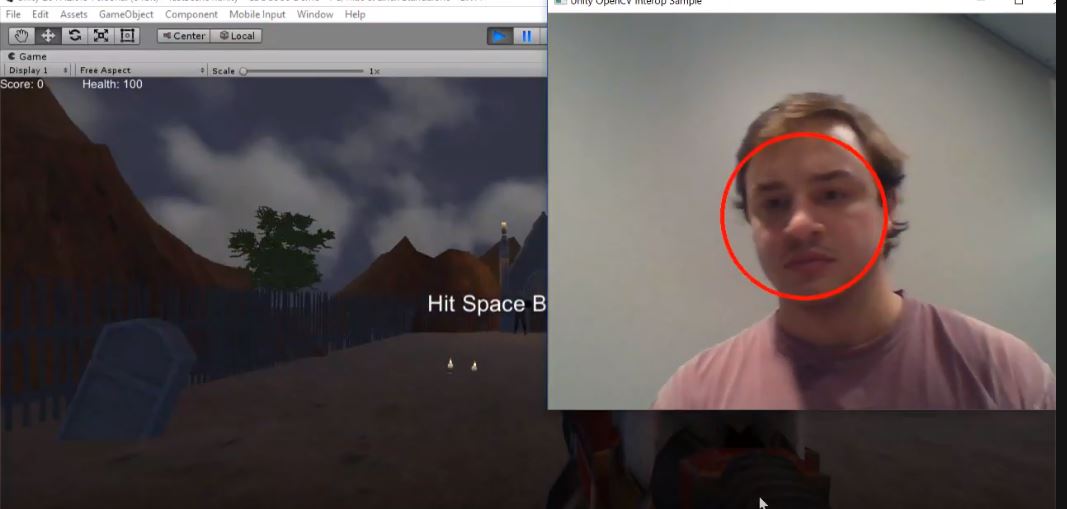 Unity OpenCV Interop Sample
File Edit Assets GameObject Component Mobile Input Window Help
Center Local
Game
Display 1 Free Aspect Scale 1x
Score: 0 Health: 100
Hit Space B